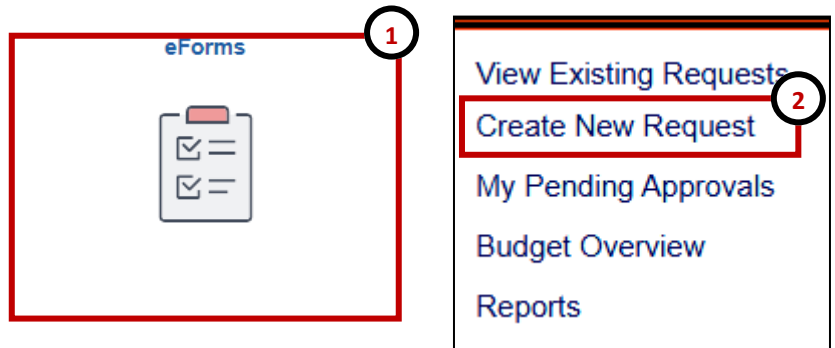 eForms
1
View Existing Requests
2
Create New Request
My Pending Approvals
Budget Overview
Reports